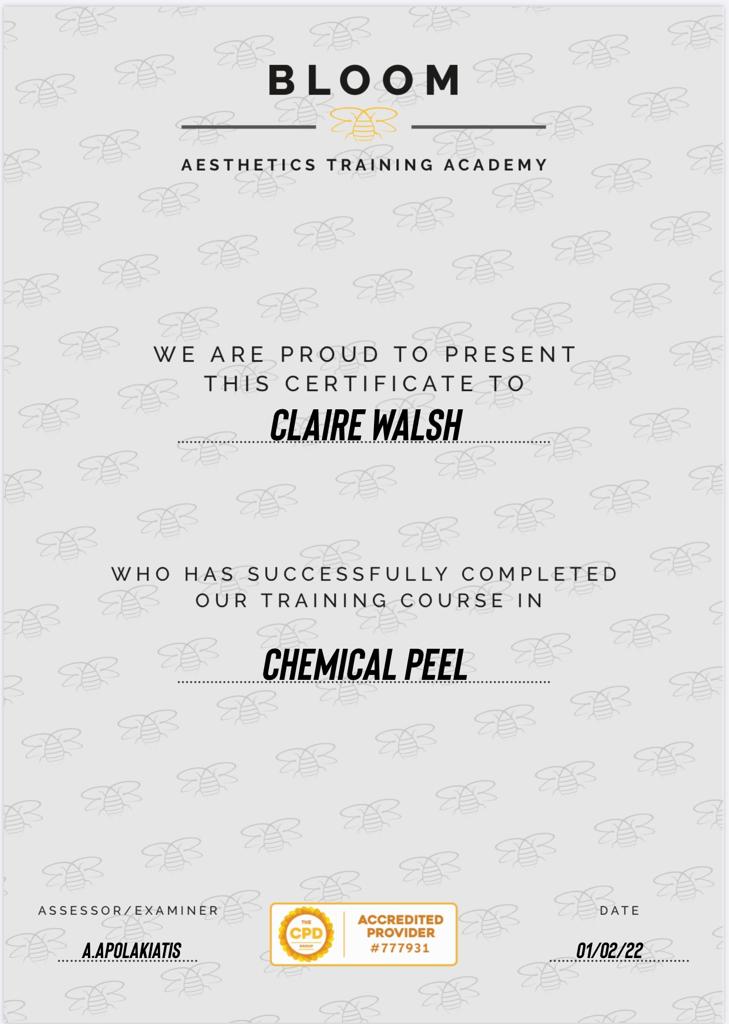 BLOOM
AESTHETICS TRAINING ACADEMY
WE ARE PROUD TO PRESENT
THIS CERTIFICATE TO
CLAIRE WALSH
WHO HAS SUCCESSFULLY COMPLETED
OUR TRAINING COURSE IN
CHEMICAL PEEL
ASSESSOR/EXAMINER
A.APOLAKIATIS
THE
CPD
GROUP
ACCREDITED
PROVIDER
#777931
DATE
01/02/22